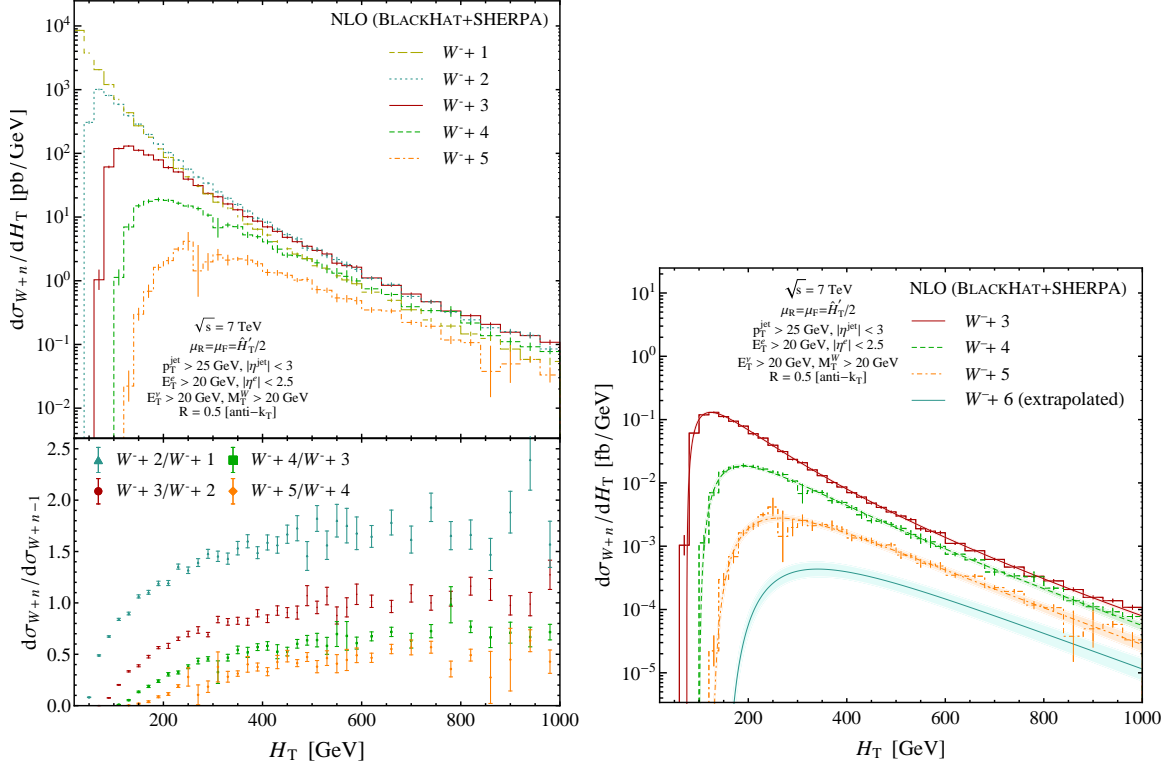 NLO (BLACKHAT+SHERPA)
W⁻+ 1
W⁻+ 2
W⁻+ 3
W⁻+ 4
W⁻+ 5
10⁴
10³
10²
10¹
10⁰
10⁻¹
10⁻²
dσ_{W+n}/dH_T [pb/GeV]
√s = 7 TeV
μ_R=μ_F=Ĥ′_T/2
p_T^{jet} > 25 GeV, |η^{jet}| < 3
E_T^e > 20 GeV, |η^e| < 2.5
E_T^ν > 20 GeV, M_T^W > 20 GeV
R = 0.5 [anti−k_T]
W⁻+ 2/W⁻+ 1
W⁻+ 4/W⁻+ 3
W⁻+ 3/W⁻+ 2
W⁻+ 5/W⁻+ 4
2.5
2.0
1.5
1.0
0.5
0.0
dσ_{W+n}/dσ_{W+n−1}
200 400 600 800 1000
H_T [GeV]
√s = 7 TeV
μ_R=μ_F=Ĥ′_T/2
p_T^{jet} > 25 GeV, |η^{jet}| < 3
E_T^e > 20 GeV, |η^e| < 2.5
E_T^ν > 20 GeV, M_T^W > 20 GeV
R = 0.5 [anti−k_T]
NLO (BLACKHAT+SHERPA)
W⁻+ 3
W⁻+ 4
W⁻+ 5
W⁻+ 6 (extrapolated)
10¹
10⁰
10⁻¹
10⁻²
10⁻³
10⁻⁴
10⁻⁵
dσ_{W+n}/dH_T [fb/GeV]
200 400 600 800 1000
H_T [GeV]